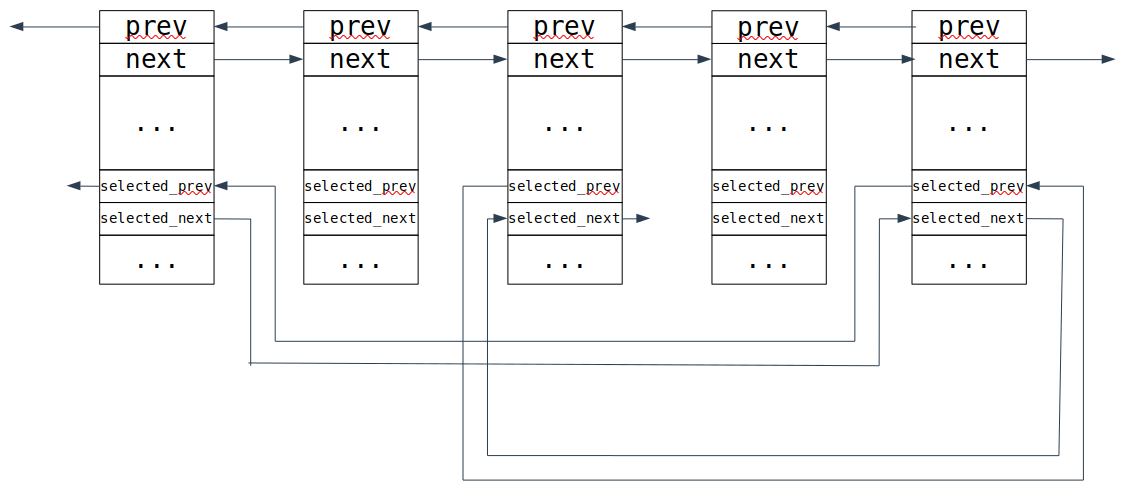 prev prev prev prev prev
next next next next next
... ... ... ... ...
selected_prev selected_prev selected_prev selected_prev selected_prev
selected_next selected_next selected_next selected_next selected_next
... ... ... ... ...